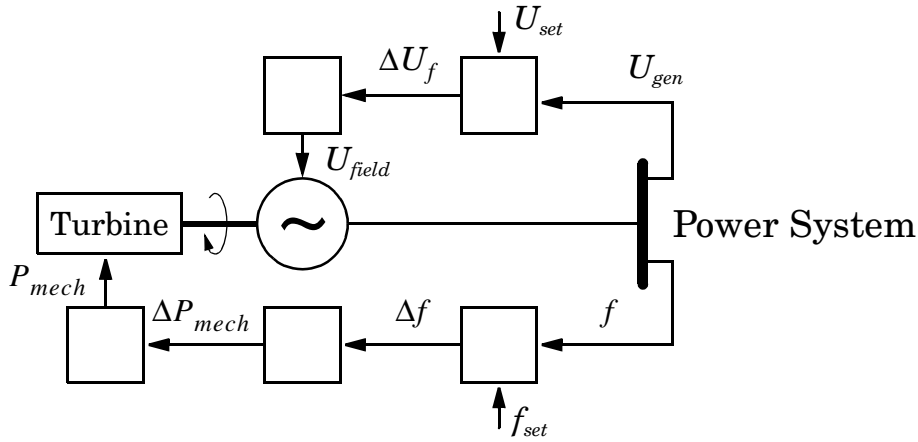 U_set
ΔU_f
U_gen
U_field
Turbine
~
Power System
P_mech
ΔP_mech
Δf
f
f_set